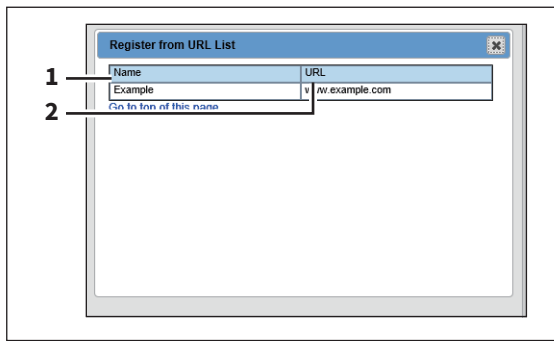 Register from URL List
1
Name URL
Example www.example.com
2
Go to top of this page